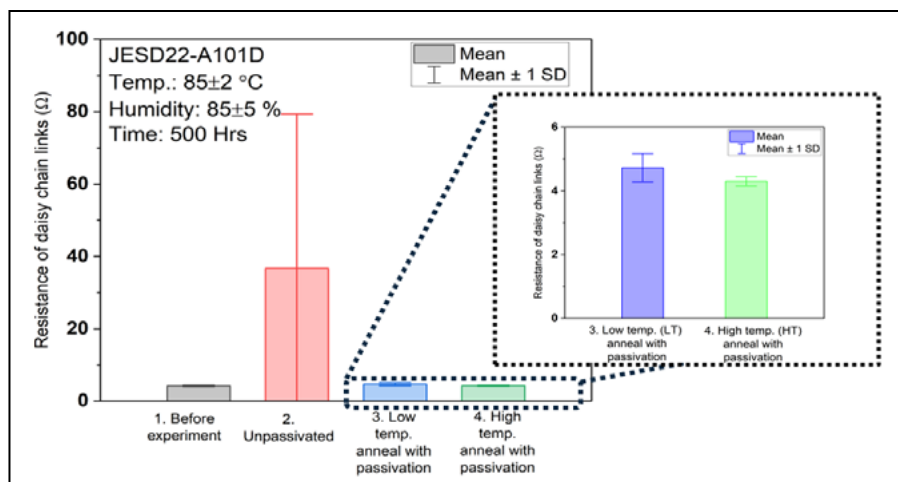 100
80
60
40
20
0
Resistance of daisy chain links (Ω)
JESD22-A101D
Temp.: 85±2 °C
Humidity: 85±5 %
Time: 500 Hrs
Mean
Mean ± 1 SD
1. Before
experiment
2.
Unpassivated
3. Low
temp.
anneal with
passivation
4. High
temp.
anneal with
passivation
6
4
2
0
Resistance of daisy chain links (Ω)
Mean
Mean ± 1 SD
3. Low temp. (LT)
anneal with
passivation
4. High temp. (HT)
anneal with
passivation